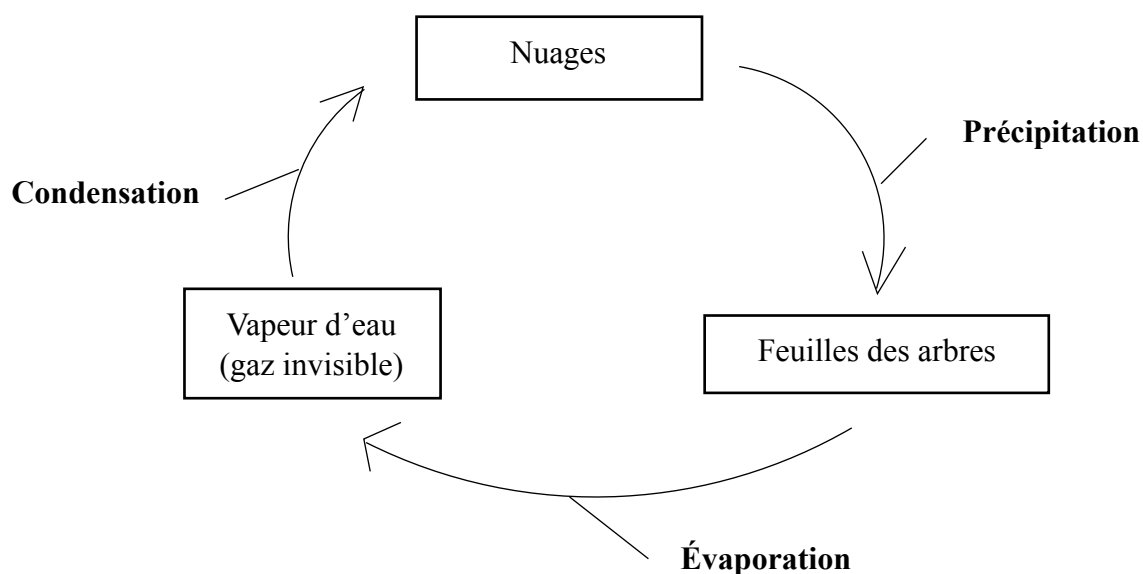 Nuages
Précipitation
Condensation
Vapeur d’eau
(gaz invisible)
Feuilles des arbres
Évaporation